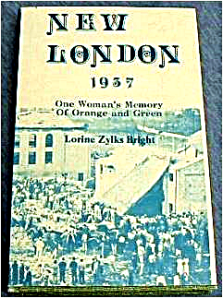 NEW
LONDON
1937
One Woman's Memory
Of Orange and Green
Lorine Zylks Bright